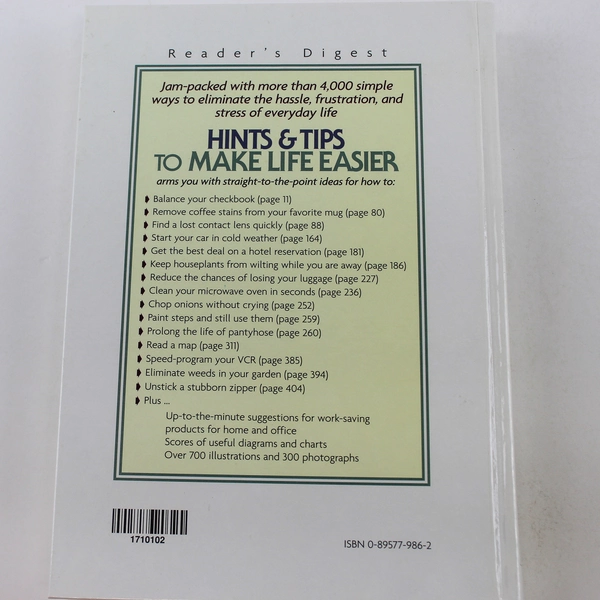 Reader's Digest
Jam-packed with more than 4,000 simple
ways to eliminate the hassle, frustration, and
stress of everyday life
HINTS & TIPS
TO MAKE LIFE EASIER
arms you with straight-to-the-point ideas for how to:
Balance your checkbook (page 11)
Remove coffee stains from your favorite mug (page 80)
Find a lost contact lens quickly (page 88)
Start your car in cold weather (page 164)
Get the best deal on a hotel reservation (page 181)
Keep houseplants from wilting while you are away (page 186)
Reduce the chances of losing your luggage (page 227)
Clean your microwave oven in seconds (page 236)
Chop onions without crying (page 252)
Paint steps and still use them (page 259)
Prolong the life of pantyhose (page 260)
Read a map (page 311)
Speed-program your VCR (page 385)
Eliminate weeds in your garden (page 394)
Unstick a stubborn zipper (page 404)
Plus ...
Up-to-the-minute suggestions for work-saving
products for home and office
Scores of useful diagrams and charts
Over 700 illustrations and 300 photographs
1710102
ISBN 0-89577-986-2